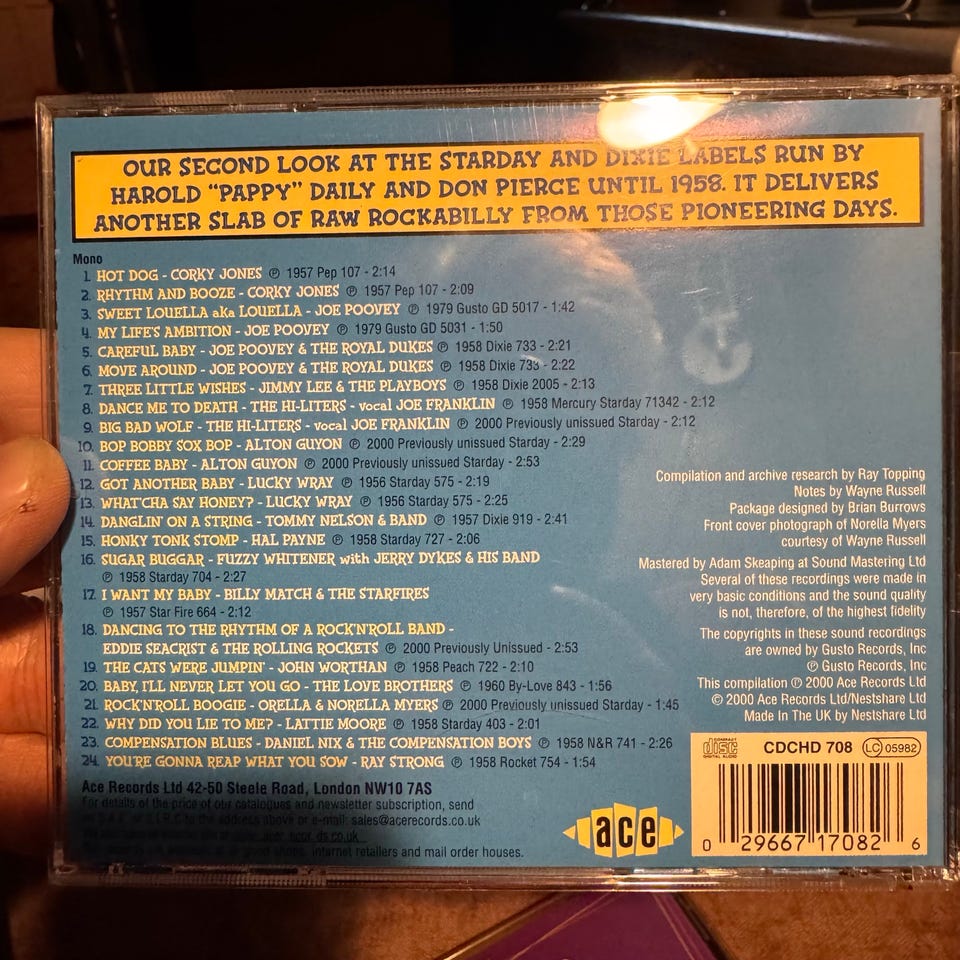 OUR SECOND LOOK AT THE STARDAY AND DIXIE LABELS RUN BY
HAROLD "PAPPY" DAILY AND DON PIERCE UNTIL 1958. IT DELIVERS
ANOTHER SLAB OF RAW ROCKABILLY FROM THOSE PIONEERING DAYS.
Mono
1. HOT DOG - CORKY JONES ℗ 1957 Pep 107 - 2:14
2. RHYTHM AND BOOZE - CORKY JONES ℗ 1957 Pep 107 - 2:09
3. SWEET LOUELLA aka LOUELLA - JOE POOVEY ℗ 1979 Gusto GD 5017 - 1:42
4. MY LIFE'S AMBITION - JOE POOVEY ℗ 1979 Gusto GD 5031 - 1:50
5. CAREFUL BABY - JOE POOVEY & THE ROYAL DUKES ℗ 1958 Dixie 733 - 2:21
6. MOVE AROUND - JOE POOVEY & THE ROYAL DUKES ℗ 1958 Dixie 733 - 2:22
7. THREE LITTLE WISHES - JIMMY LEE & THE PLAYBOYS ℗ 1958 Dixie 2005 - 2:13
8. DANCE ME TO DEATH - THE HI-LITERS - vocal JOE FRANKLIN ℗ 1958 Mercury Starday 71342 - 2:12
9. BIG BAD WOLF - THE HI-LITERS - vocal JOE FRANKLIN ℗ 2000 Previously unissued Starday - 2:12
10. BOP BOBBY SOX BOP - ALTON GUYON ℗ 2000 Previously unissued Starday - 2:29
11. COFFEE BABY - ALTON GUYON ℗ 2000 Previously unissued Starday - 2:53
12. GOT ANOTHER BABY - LUCKY WRAY ℗ 1956 Starday 575 - 2:19
13. WHATCHA SAY HONEY? - LUCKY WRAY ℗ 1956 Starday 575 - 2:25
14. DANGLIN' ON A STRING - TOMMY NELSON & BAND ℗ 1957 Dixie 919 - 2:41
15. HONKY TONK STOMP - HAL PAYNE ℗ 1958 Starday 727 - 2:06
16. SUGAR BUGGAR - FUZZY WHITENER with JERRY DYKES & HIS BAND
℗ 1958 Starday 704 - 2:27
17. I WANT MY BABY - BILLY MATCH & THE STARFIRES
℗ 1957 Star Fire 664 - 2:12
18. DANCING TO THE RHYTHM OF A ROCK'N'ROLL BAND -
EDDIE SEACRIST & THE ROLLING ROCKETS ℗ 2000 Previously Unissued - 2:53
19. THE CATS WERE JUMPIN' - JOHN WORTHAN ℗ 1958 Peach 722 - 2:10
20. BABY, I'LL NEVER LET YOU GO - THE LOVE BROTHERS ℗ 1960 By-Love 843 - 1:56
21. ROCK'N'ROLL BOOGIE - ORELLA & NORELLA MYERS ℗ 2000 Previously unissued Starday - 1:45
22. WHY DID YOU LIE TO ME? - LATTIE MOORE ℗ 1958 Starday 403 - 2:01
23. COMPENSATION BLUES - DANIEL NIX & THE COMPENSATION BOYS ℗ 1958 N&R 741 - 2:26
24. YOU'RE GONNA REAP WHAT YOU SOW - RAY STRONG ℗ 1958 Rocket 754 - 1:54
Ace Records Ltd 42-50 Steele Road, London NW10 7AS
For details of the price of our catalogues and newsletter subscription, send
to the address above or e-mail: sales@acerecords.co.uk
good shops, internet retailers and mail order houses.
Compilation and archive research by Ray Topping
Notes by Wayne Russell
Package designed by Brian Burrows
Front cover photograph of Norella Myers
courtesy of Wayne Russell
Mastered by Adam Skeaping at Sound Mastering Ltd
Several of these recordings were made in
very basic conditions and the sound quality
is not, therefore, of the highest fidelity
The copyrights in these sound recordings
are owned by Gusto Records, Inc
℗ Gusto Records, Inc
This compilation ℗ 2000 Ace Records Ltd
© 2000 Ace Records Ltd/Nestshare Ltd
Made In The UK by Nestshare Ltd
COMPACT disc DIGITAL AUDIO
CDCHD 708
LC 05982
ace
0 29667 17082 6